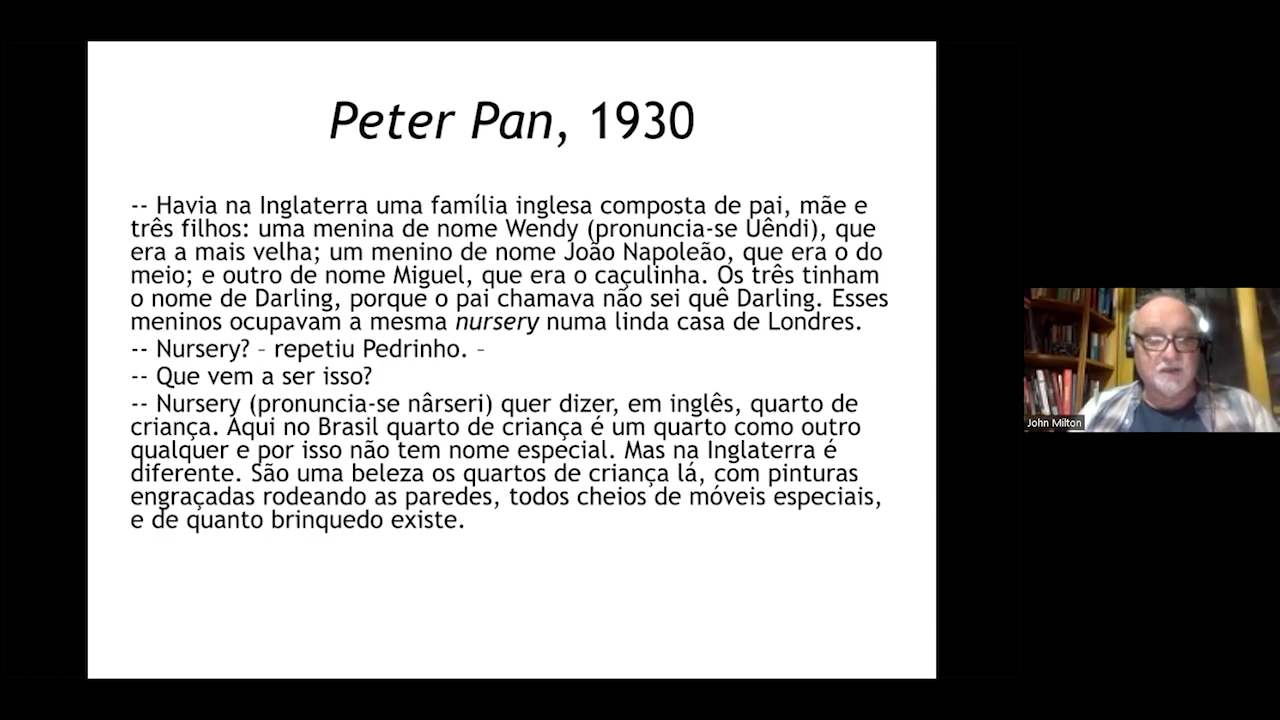 Peter Pan, 1930
-- Havia na Inglaterra uma família inglesa composta de pai, mãe e
três filhos: uma menina de nome Wendy (pronuncia-se Uêndi), que
era a mais velha; um menino de nome João Napoleão, que era o do
meio; e outro de nome Miguel, que era o caçulinha. Os três tinham
o nome de Darling, porque o pai chamava não sei quê Darling. Esses
meninos ocupavam a mesma nursery numa linda casa de Londres.
-- Nursery? – repetiu Pedrinho. –
-- Que vem a ser isso?
-- Nursery (pronuncia-se nârseri) quer dizer, em inglês, quarto de
criança. Aqui no Brasil quarto de criança é um quarto como outro
qualquer e por isso não tem nome especial. Mas na Inglaterra é
diferente. São uma beleza os quartos de criança lá, com pinturas
engraçadas rodeando as paredes, todos cheios de móveis especiais,
e de quanto brinquedo existe.
John Milton